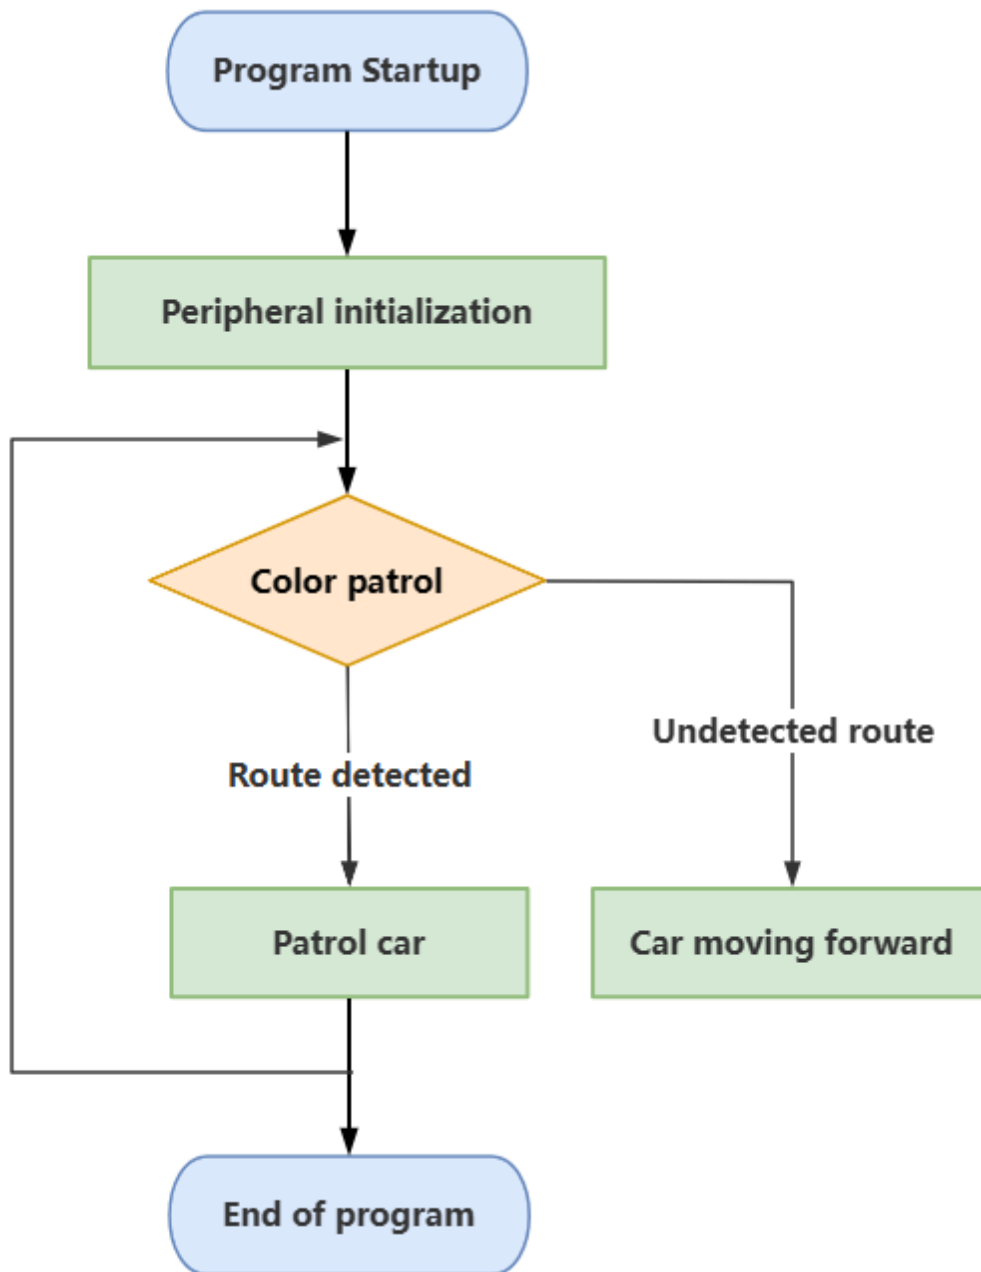 Program Startup
Peripheral initialization
Color patrol
Undetected route
Route detected
Patrol car
Car moving forward
End of program